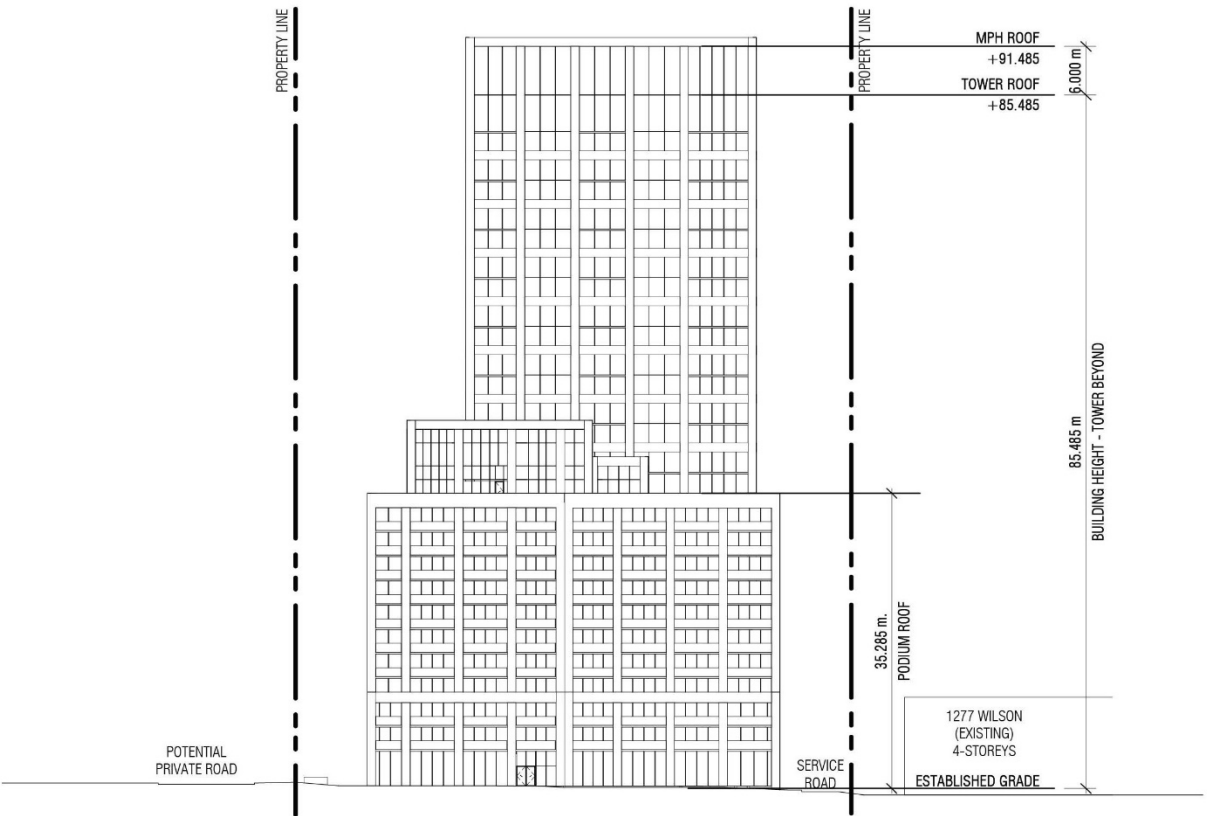 PROPERTY LINE
PROPERTY LINE
MPH ROOF
+91.485
6.000 m
TOWER ROOF
+85.485
85.485 m
BUILDING HEIGHT - TOWER BEYOND
35.285 m.
PODIUM ROOF
1277 WILSON
(EXISTING)
4-STOREYS
POTENTIAL
PRIVATE ROAD
SERVICE
ROAD
ESTABLISHED GRADE